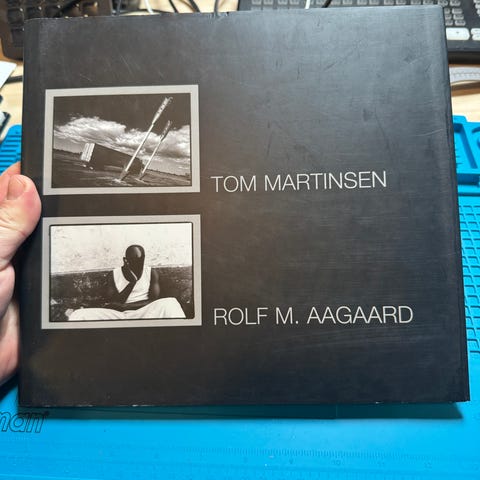 TOM MARTINSEN
ROLF M. AAGAARD